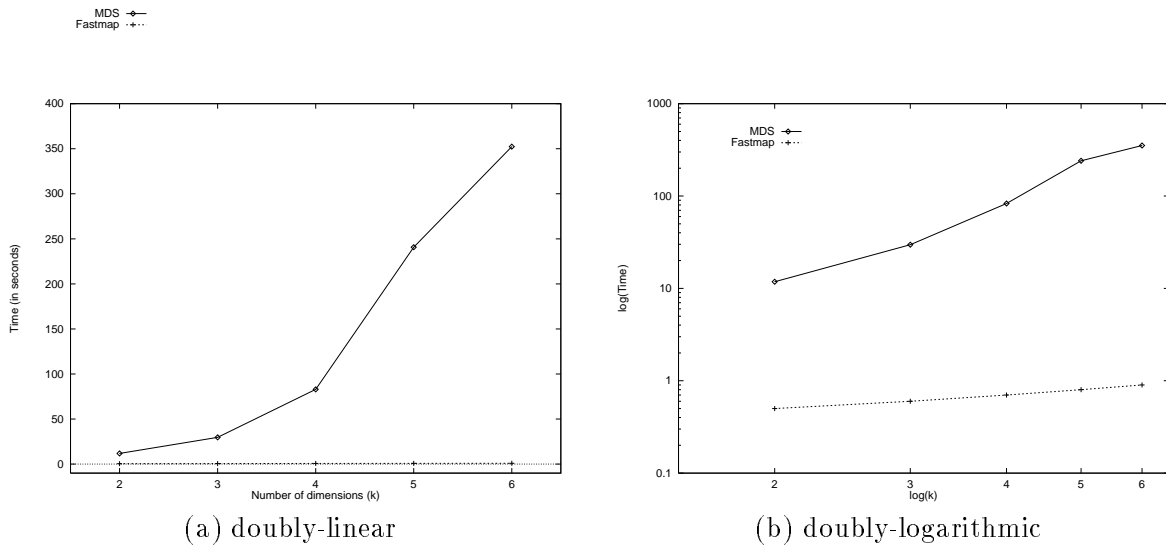 MDS
Fastmap
400
350
300
250
200
150
100
50
0
Time (in seconds)
2 3 4 5 6
Number of dimensions (k)
(a) doubly-linear
MDS
Fastmap
1000
100
10
1
0.1
log(Time)
2 3 4 5 6
log(k)
(b) doubly-logarithmic